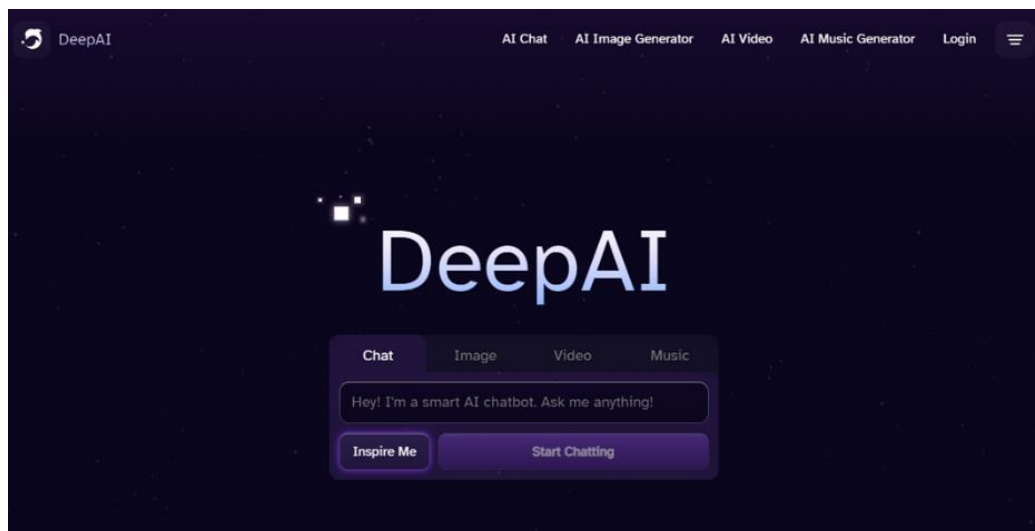 DeepAI
AI Chat AI Image Generator AI Video AI Music Generator Login
DeepAI
Chat Image Video Music
Hey! I'm a smart AI chatbot. Ask me anything!
Inspire Me Start Chatting